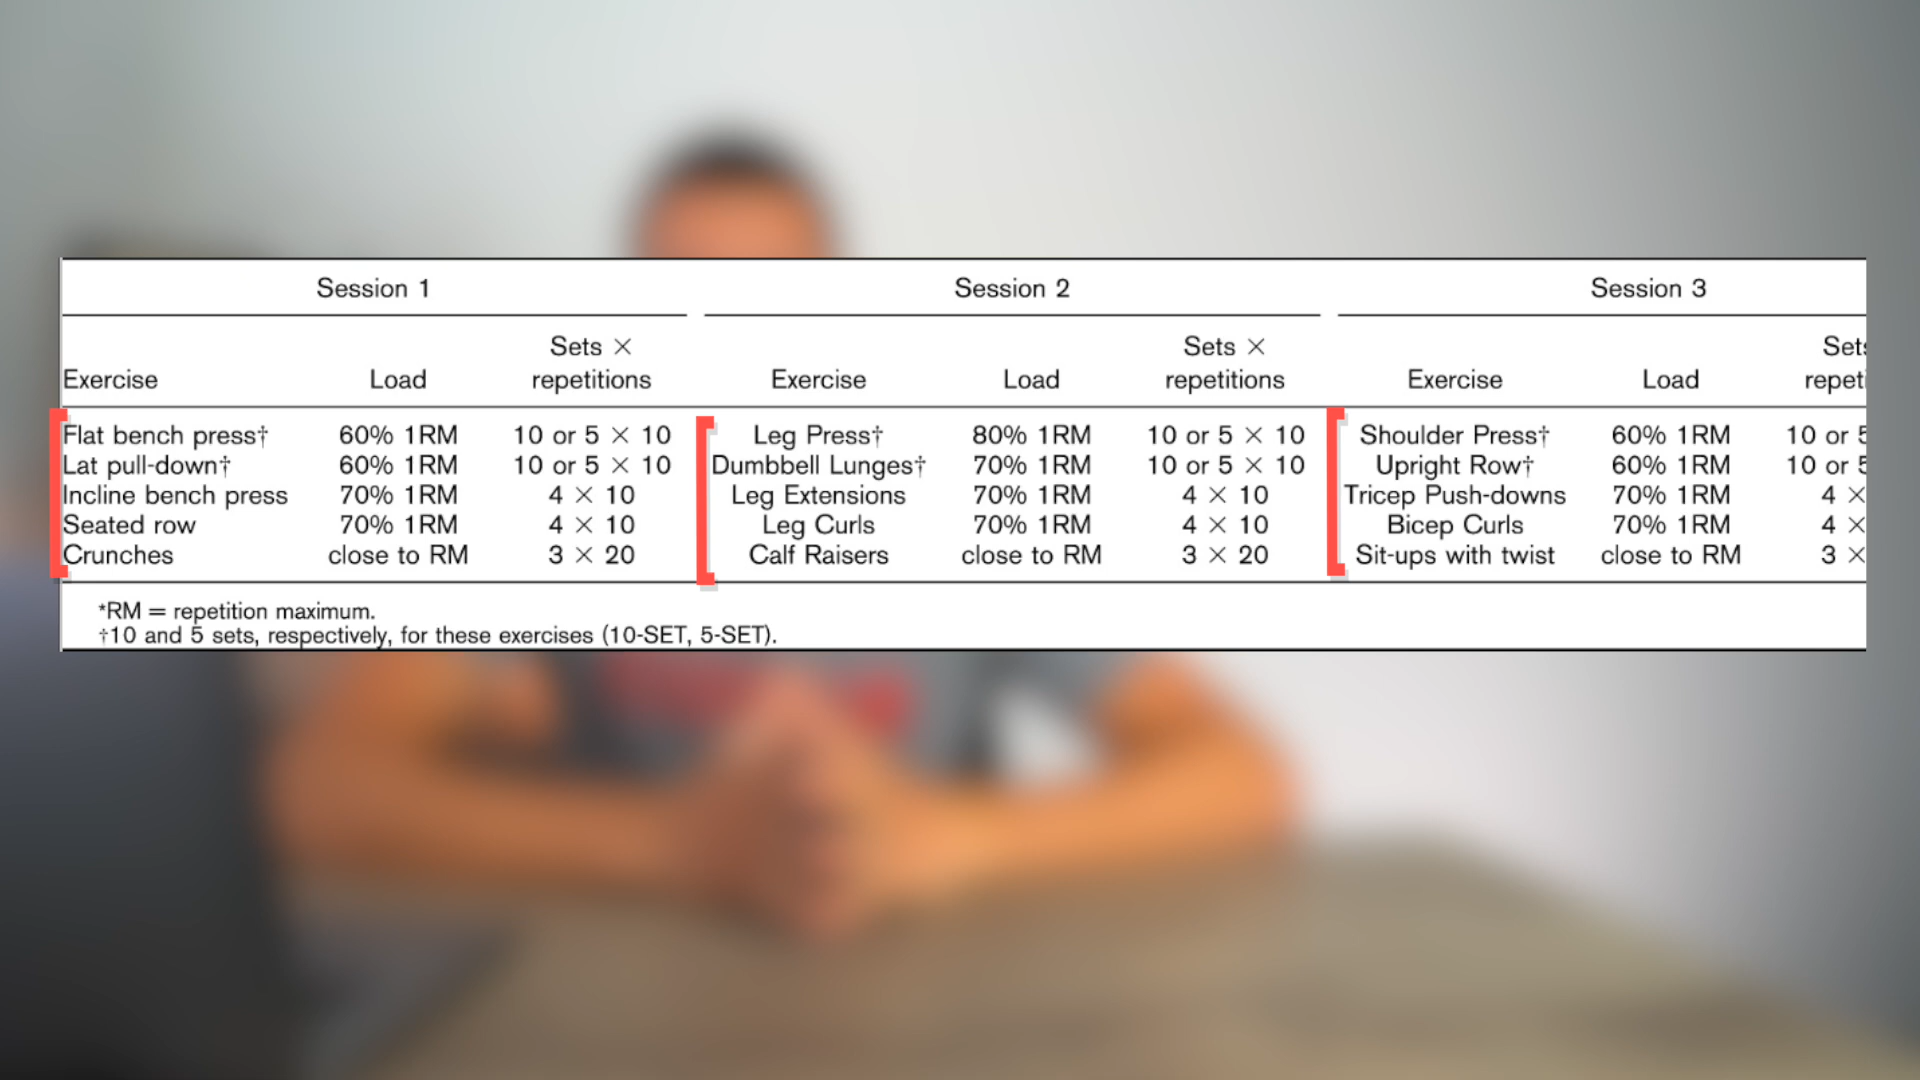 Session 1 Session 2 Session 3
Sets × Sets × Sets
Exercise Load repetitions Exercise Load repetitions Exercise Load repeti
Flat bench press† 60% 1RM 10 or 5 × 10 Leg Press† 80% 1RM 10 or 5 × 10 Shoulder Press† 60% 1RM 10 or 5
Lat pull-down† 60% 1RM 10 or 5 × 10 Dumbbell Lunges† 70% 1RM 10 or 5 × 10 Upright Row† 60% 1RM 10 or 5
Incline bench press 70% 1RM 4 × 10 Leg Extensions 70% 1RM 4 × 10 Tricep Push-downs 70% 1RM 4 ×
Seated row 70% 1RM 4 × 10 Leg Curls 70% 1RM 4 × 10 Bicep Curls 70% 1RM 4 ×
Crunches close to RM 3 × 20 Calf Raisers close to RM 3 × 20 Sit-ups with twist close to RM 3 ×
*RM = repetition maximum.
†10 and 5 sets, respectively, for these exercises (10-SET, 5-SET).